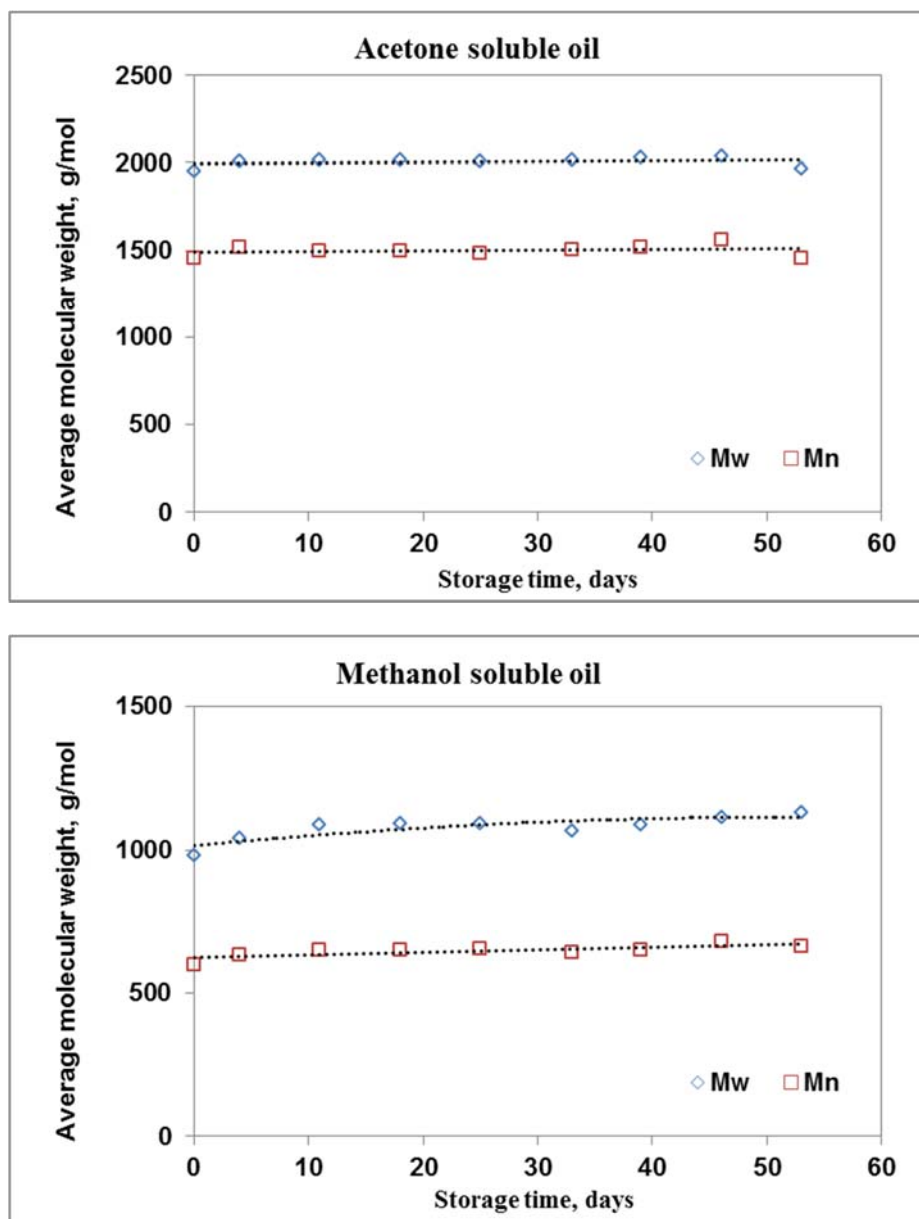 Acetone soluble oil
Average molecular weight, g/mol
2500
2000
1500
1000
500
0
0 10 20 30 40 50 60
Mw Mn
Storage time, days
Methanol soluble oil
Average molecular weight, g/mol
1500
1000
500
0
0 10 20 30 40 50 60
Mw Mn
Storage time, days